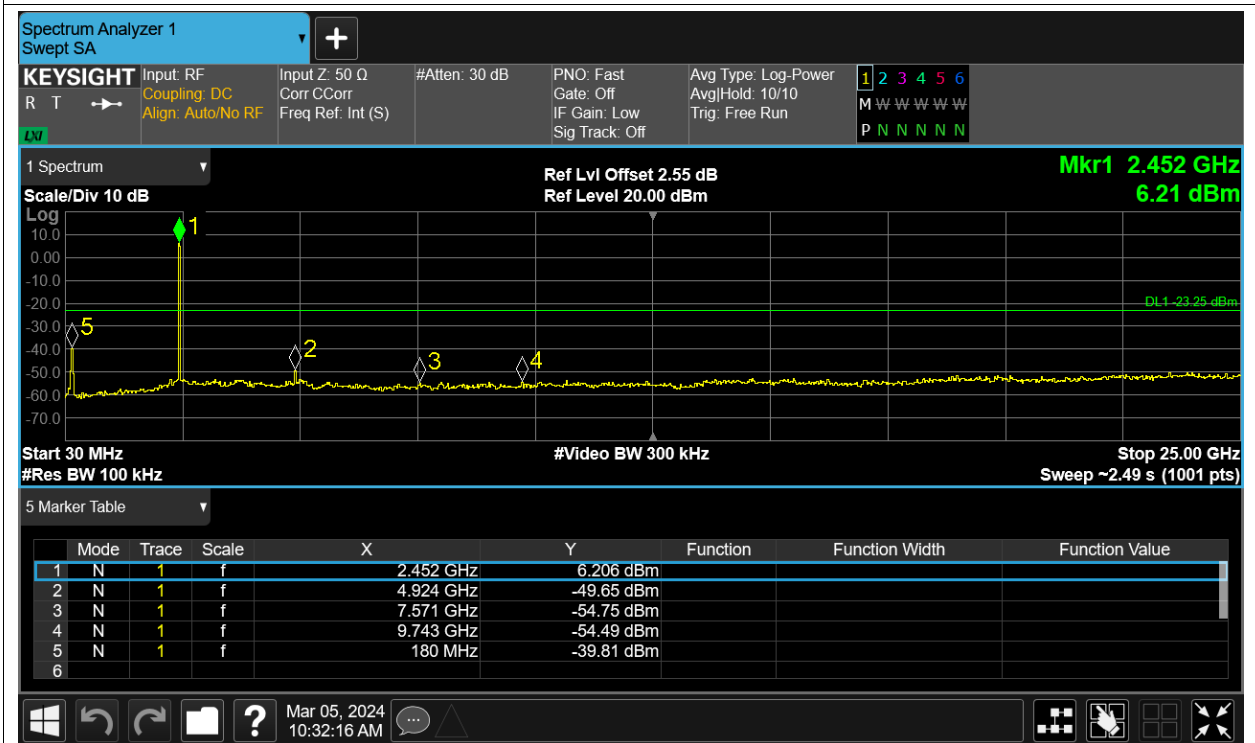 Spectrum Analyzer 1
Swept SA
KEYSIGHT Input: RF Input Z: 50 Ω #Atten: 30 dB PNO: Fast Avg Type: Log-Power 1 2 3 4 5 6
R T Coupling: DC Corr CCorr Gate: Off Avg|Hold: 10/10 M W W W W W
Align: Auto/No RF Freq Ref: Int (S) IF Gain: Low Trig: Free Run
LXI Sig Track: Off P N N N N N
1 Spectrum Ref Lvl Offset 2.55 dB Mkr1 2.452 GHz
Scale/Div 10 dB Ref Level 20.00 dBm 6.21 dBm
Log
1
10.0
0.00
-10.0
-20.0
DL1 -23.25 dBm
-30.0
5
-40.0
2
3
4
-50.0
-60.0
-70.0
Start 30 MHz #Video BW 300 kHz Stop 25.00 GHz
#Res BW 100 kHz Sweep ~2.49 s (1001 pts)
5 Marker Table
Mode Trace Scale X Y Function Function Width Function Value
1 N 1 f 2.452 GHz 6.206 dBm
2 N 1 f 4.924 GHz -49.65 dBm
3 N 1 f 7.571 GHz -54.75 dBm
4 N 1 f 9.743 GHz -54.49 dBm
5 N 1 f 180 MHz -39.81 dBm
6
? Mar 05, 2024
10:32:16 AM